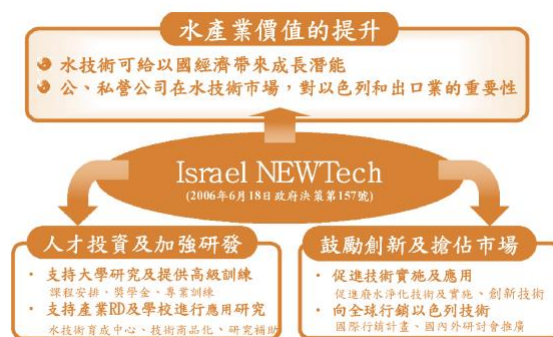 水產業價值的提升
水技術可給以國經濟帶來成長潛能
公、私營公司在水技術市場，對以色列和出口業的重要性
Israel NEWTech
(2006年6月18日政府決策第157號)
人才投資及加強研發
· 支持大學研究及提供高級訓練
課程安排、獎學金、專業訓練
· 支持產業RD及學校進行應用研究
水技術育成中心、技術商品化、研究補助
鼓勵創新及搶佔市場
· 促進技術實施及應用
促進廢水淨化技術及實施、創新技術
· 向全球行銷以色列技術
國際行銷計畫、國內外研討會推廣